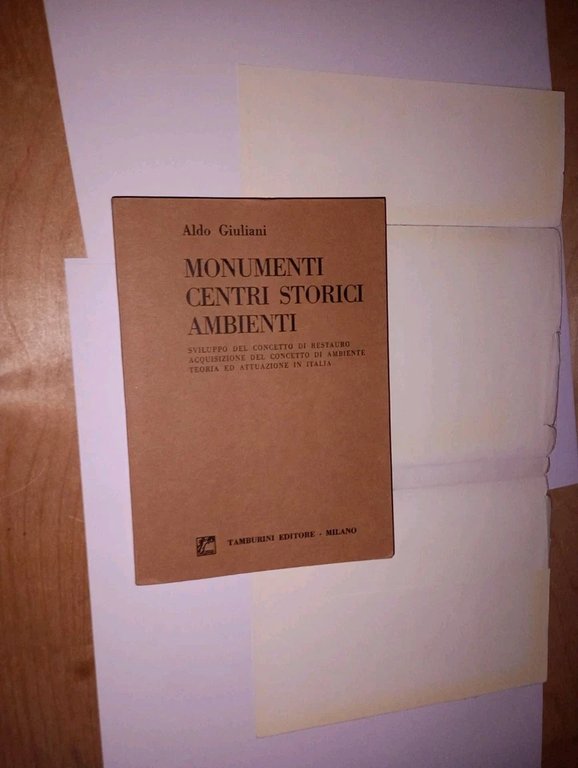 Aldo Giuliani
MONUMENTI
CENTRI STORICI
AMBIENTI
SVILUPPO DEL CONCETTO DI RESTAURO
ACQUISIZIONE DEL CONCETTO DI AMBIENTE
TEORIA ED ATTUAZIONE IN ITALIA
TAMBURINI EDITORE - MILANO